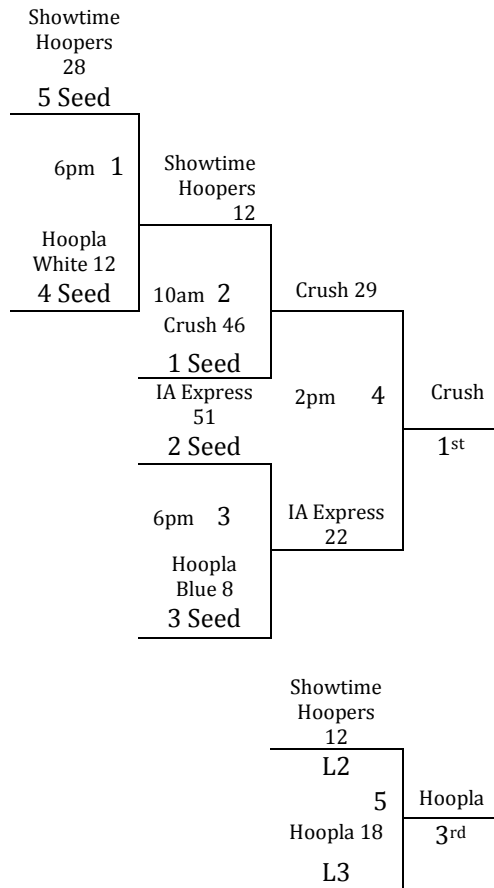 Showtime
Hoopers
28
5 Seed
6pm 1
Showtime
Hoopers
12
Hoopla
White 12
4 Seed
10am 2
Crush 46
1 Seed
Crush 29
IA Express
51
2 Seed
2pm 4
Crush
1st
6pm 3
IA Express
22
Hoopla
Blue 8
3 Seed
Showtime
Hoopers
12
L2
5
Hoopla
3rd
Hoopla 18
L3